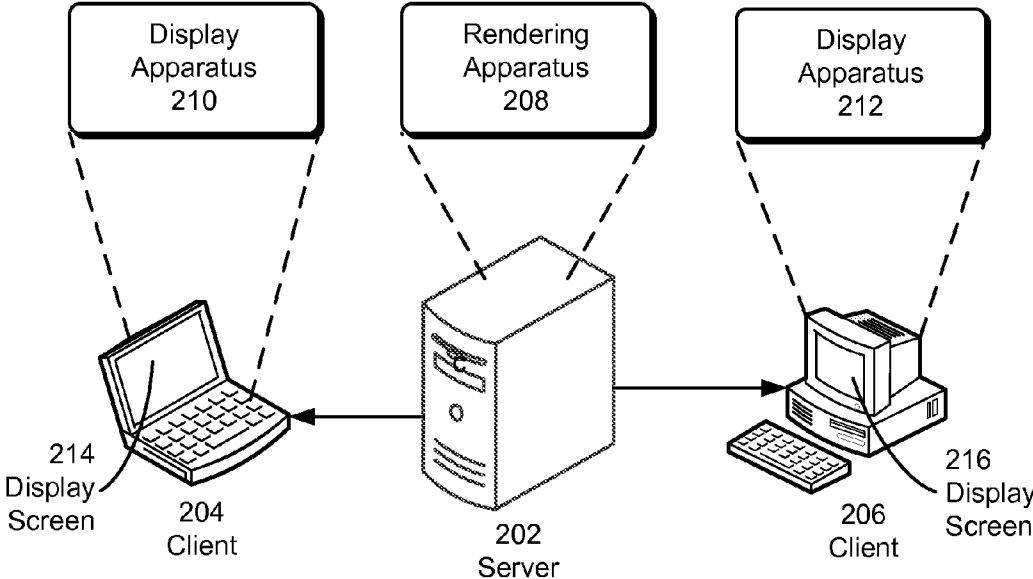 Display
Apparatus
210
Rendering
Apparatus
208
Display
Apparatus
212
214
Display
Screen
204
Client
202
Server
206
Client
216
Display
Screen